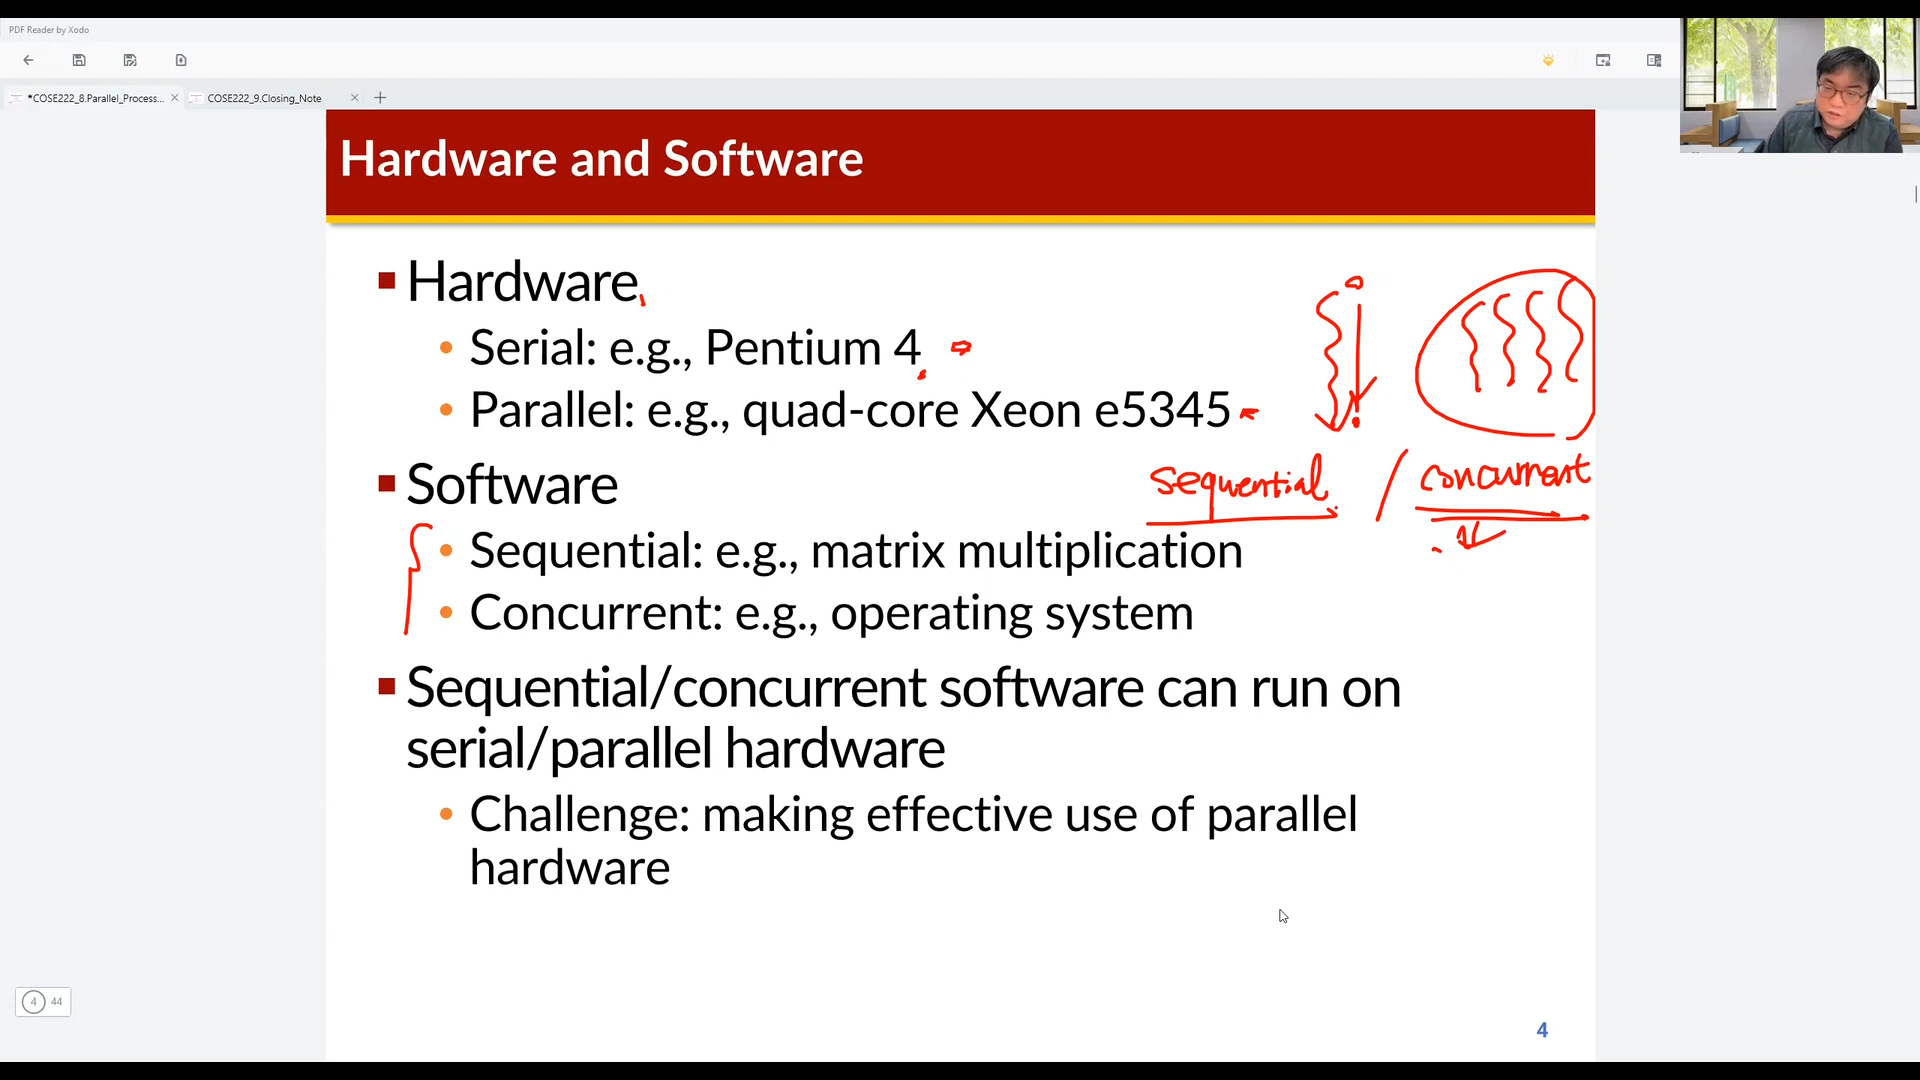 PDF Reader by Xodo
*COSE222_8.Parallel_Process...
COSE222_9.Closing_Note
Hardware and Software
Hardware
Serial: e.g., Pentium 4
Parallel: e.g., quad-core Xeon e5345
sequential / concurrent
Software
Sequential: e.g., matrix multiplication
Concurrent: e.g., operating system
Sequential/concurrent software can run on
serial/parallel hardware
Challenge: making effective use of parallel
hardware
4 44
4